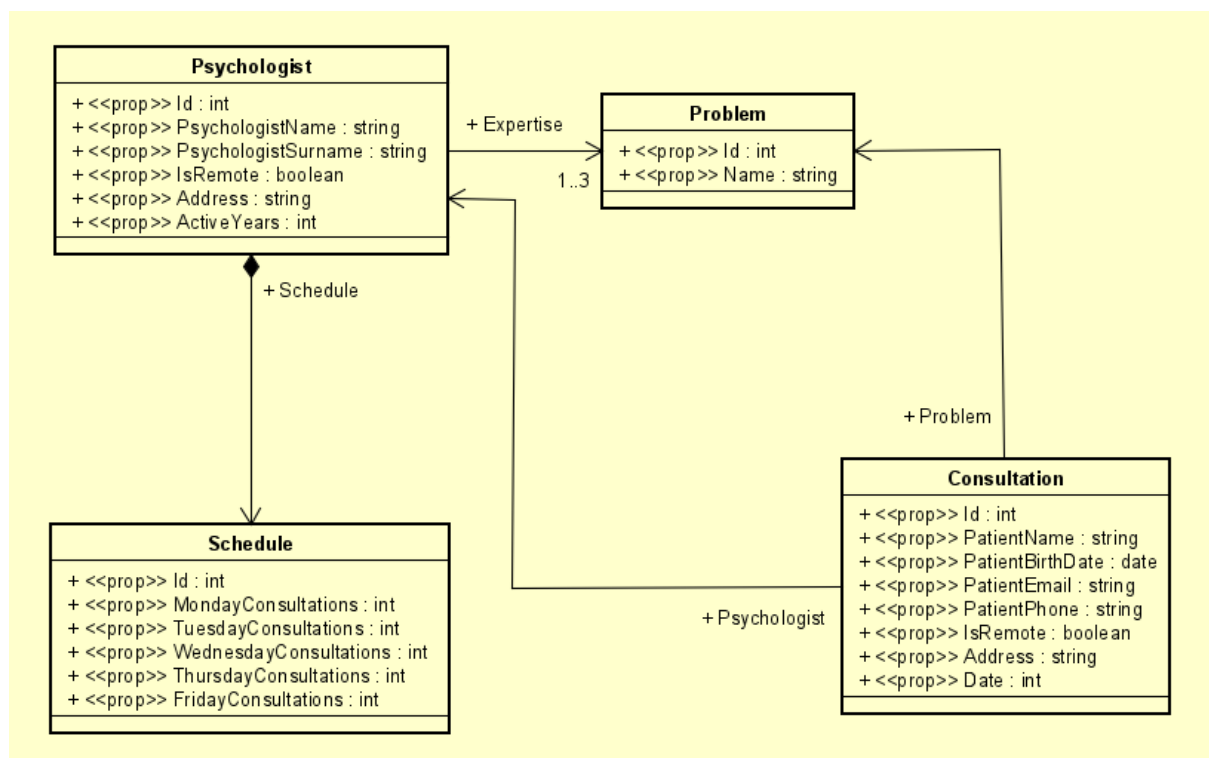 Psychologist
+ <<prop>> Id : int
+ <<prop>> PsychologistName : string
+ <<prop>> PsychologistSurname : string
+ <<prop>> IsRemote : boolean
+ <<prop>> Address : string
+ <<prop>> ActiveYears : int
+ Expertise
1..3
Problem
+ <<prop>> Id : int
+ <<prop>> Name : string
+ Schedule
Schedule
+ <<prop>> Id : int
+ <<prop>> MondayConsultations : int
+ <<prop>> TuesdayConsultations : int
+ <<prop>> WednesdayConsultations : int
+ <<prop>> ThursdayConsultations : int
+ <<prop>> FridayConsultations : int
+ Psychologist
+ Problem
Consultation
+ <<prop>> Id : int
+ <<prop>> PatientName : string
+ <<prop>> PatientBirthDate : date
+ <<prop>> PatientEmail : string
+ <<prop>> PatientPhone : string
+ <<prop>> IsRemote : boolean
+ <<prop>> Address : string
+ <<prop>> Date : int